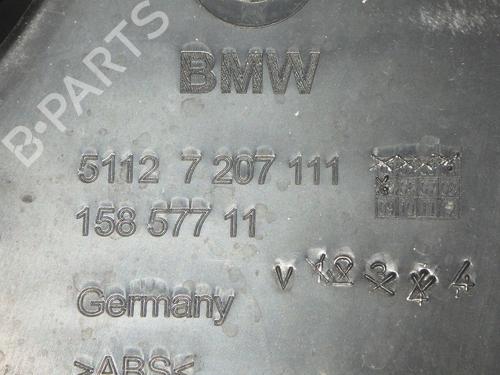 B-PARTS
BMW
5112 7 207 111
158 577 11
Germany
>ABS<